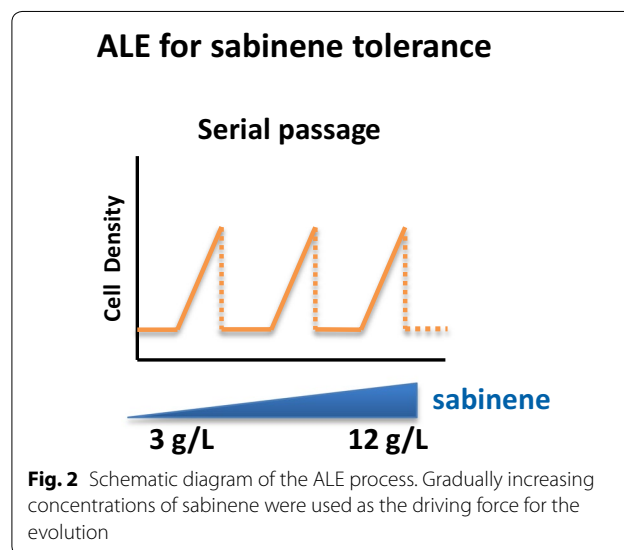 ALE for sabinene tolerance
Serial passage
Cell Density
sabinene
3 g/L 12 g/L
Fig. 2 Schematic diagram of the ALE process. Gradually increasing
concentrations of sabinene were used as the driving force for the
evolution